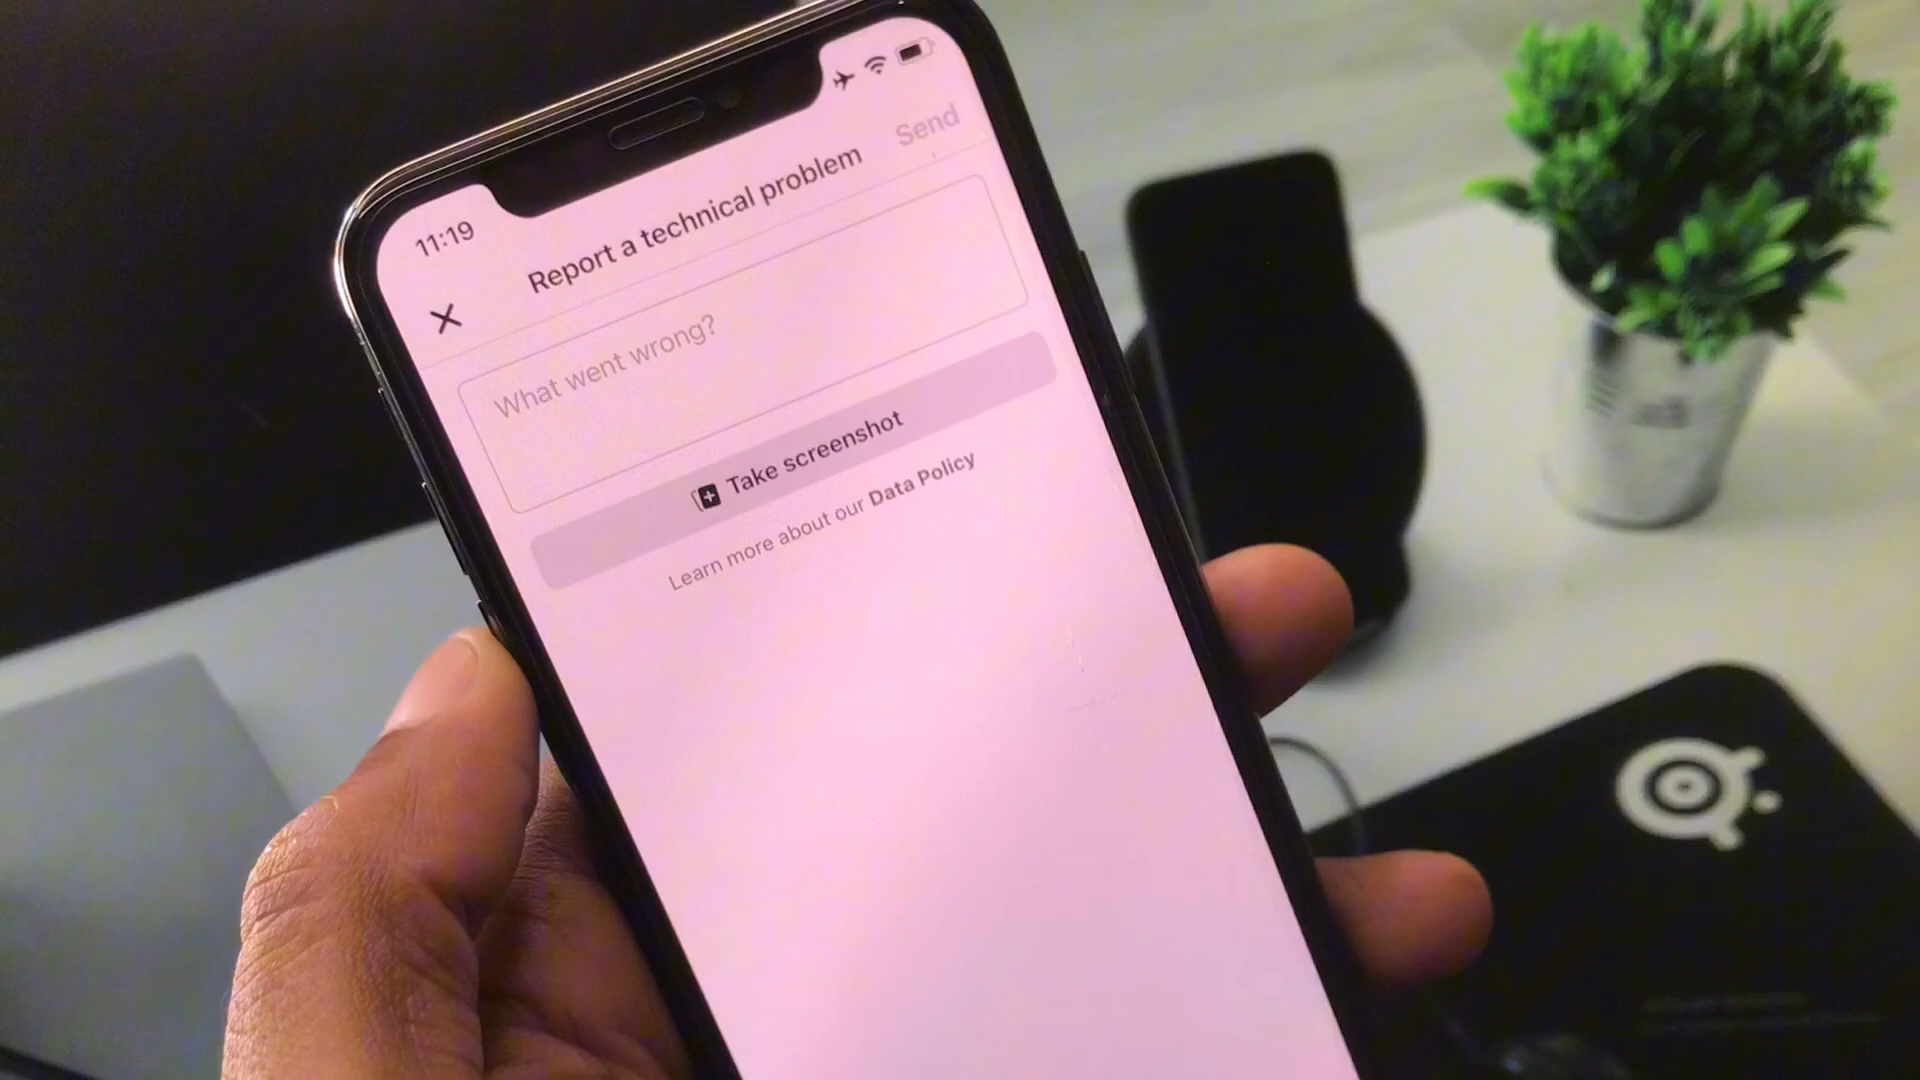 11:19
Report a technical problem
Send
What went wrong?
Take screenshot
Learn more about our Data Policy